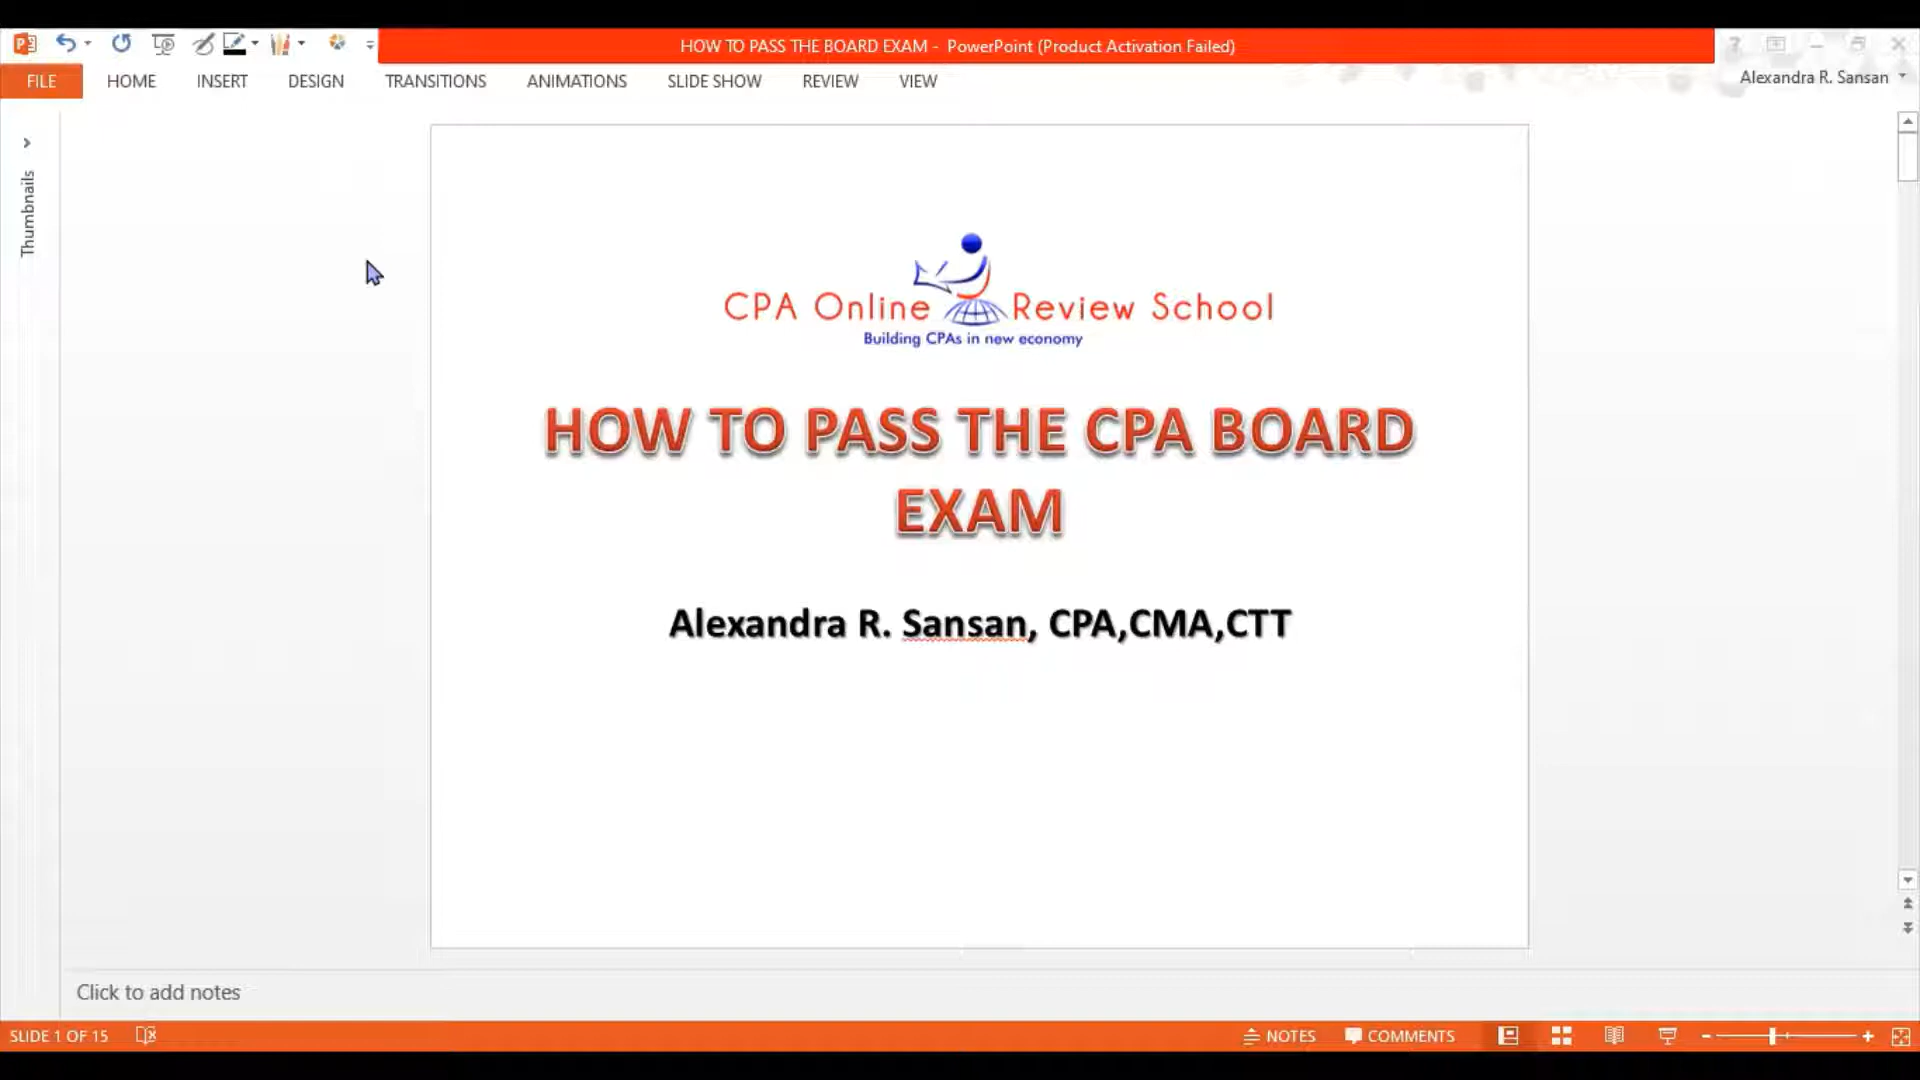 HOW TO PASS THE BOARD EXAM - PowerPoint (Product Activation Failed)
FILE HOME INSERT DESIGN TRANSITIONS ANIMATIONS SLIDE SHOW REVIEW VIEW
Alexandra R. Sansan
Thumbnails
CPA Online Review School
Building CPAs in new economy
HOW TO PASS THE CPA BOARD
EXAM
Alexandra R. Sansan, CPA,CMA,CTT
Click to add notes
SLIDE 1 OF 15
NOTES COMMENTS